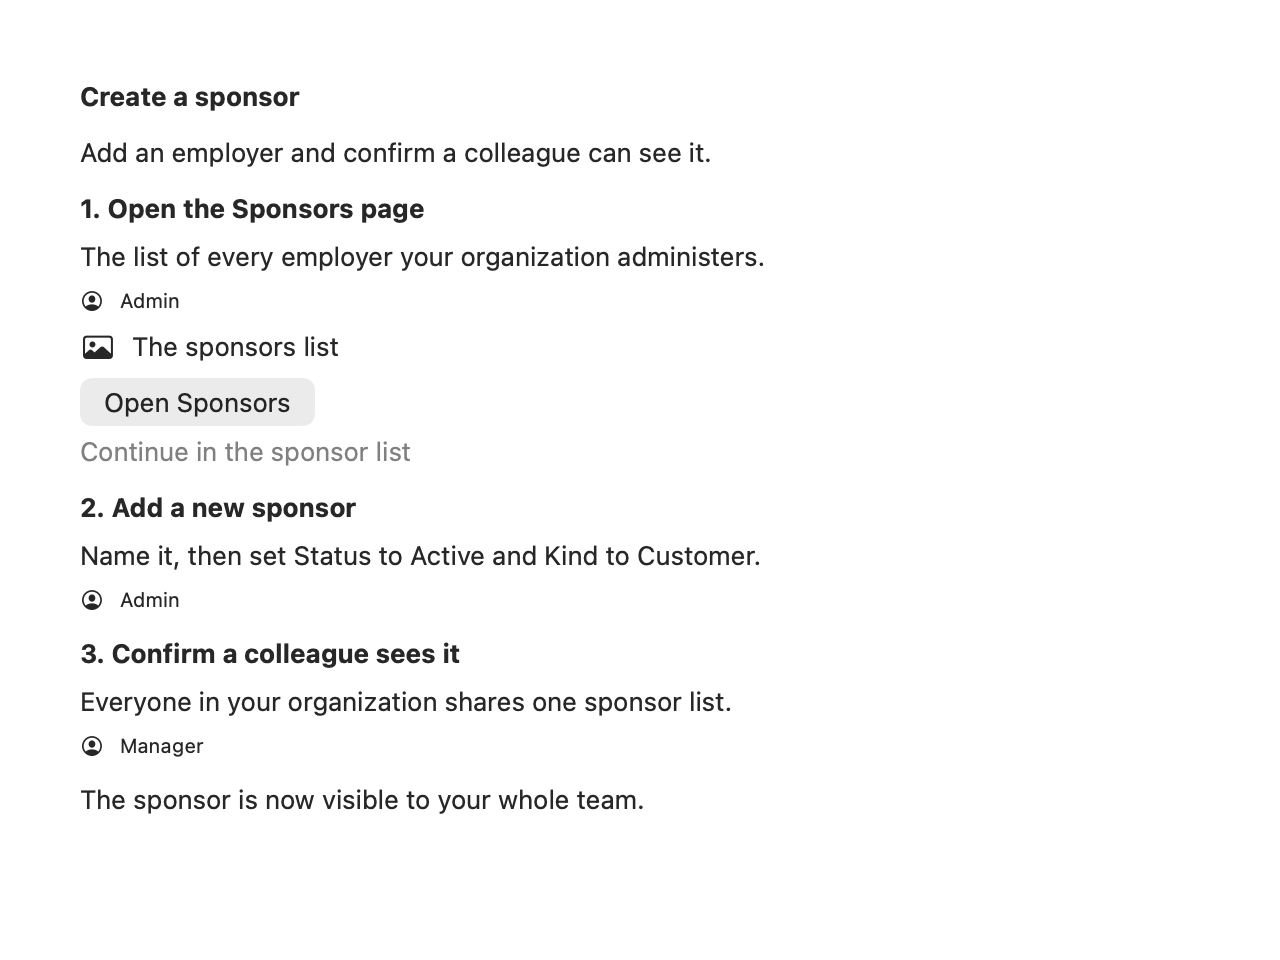 Create a sponsor
Add an employer and confirm a colleague can see it.
1. Open the Sponsors page
The list of every employer your organization administers.
Admin
The sponsors list
Open Sponsors
Continue in the sponsor list
2. Add a new sponsor
Name it, then set Status to Active and Kind to Customer.
Admin
3. Confirm a colleague sees it
Everyone in your organization shares one sponsor list.
Manager
The sponsor is now visible to your whole team.